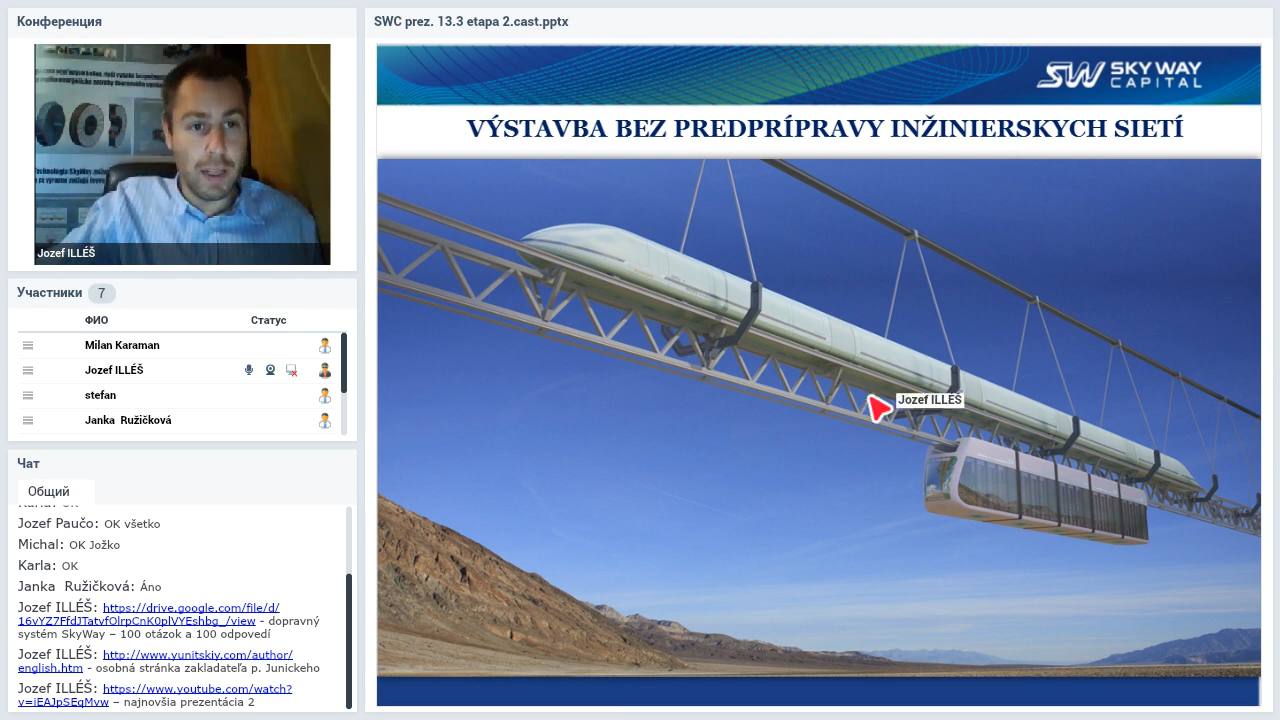 Конференция
Jozef ILLÉŠ
Участники 7
ФИО Статус
Milan Karaman
Jozef ILLÉŠ
stefan
Janka Ružičková
Чат
Общий
Karla: OK
Jozef Paučo: OK všetko
Michal: OK Jožko
Karla: OK
Janka Ružičková: Áno
Jozef ILLÉŠ: https://drive.google.com/file/d/
16vYZ7FfdJTatvfOlrpCnK0plVYEshbg_/view - dopravný
systém SkyWay – 100 otázok a 100 odpovedí
Jozef ILLÉŠ: http://www.yunitskiy.com/author/
english.htm - osobná stránka zakladateľa p. Junickeho
Jozef ILLÉŠ: https://www.youtube.com/watch?
v=iEAJpSEqMvw – najnovšia prezentácia 2
SWC prez. 13.3 etapa 2.cast.pptx
SW SKY WAY
CAPITAL
VÝSTAVBA BEZ PREDPRÍPRAVY INŽINIERSKYCH SIETÍ
Jozef ILLÉŠ